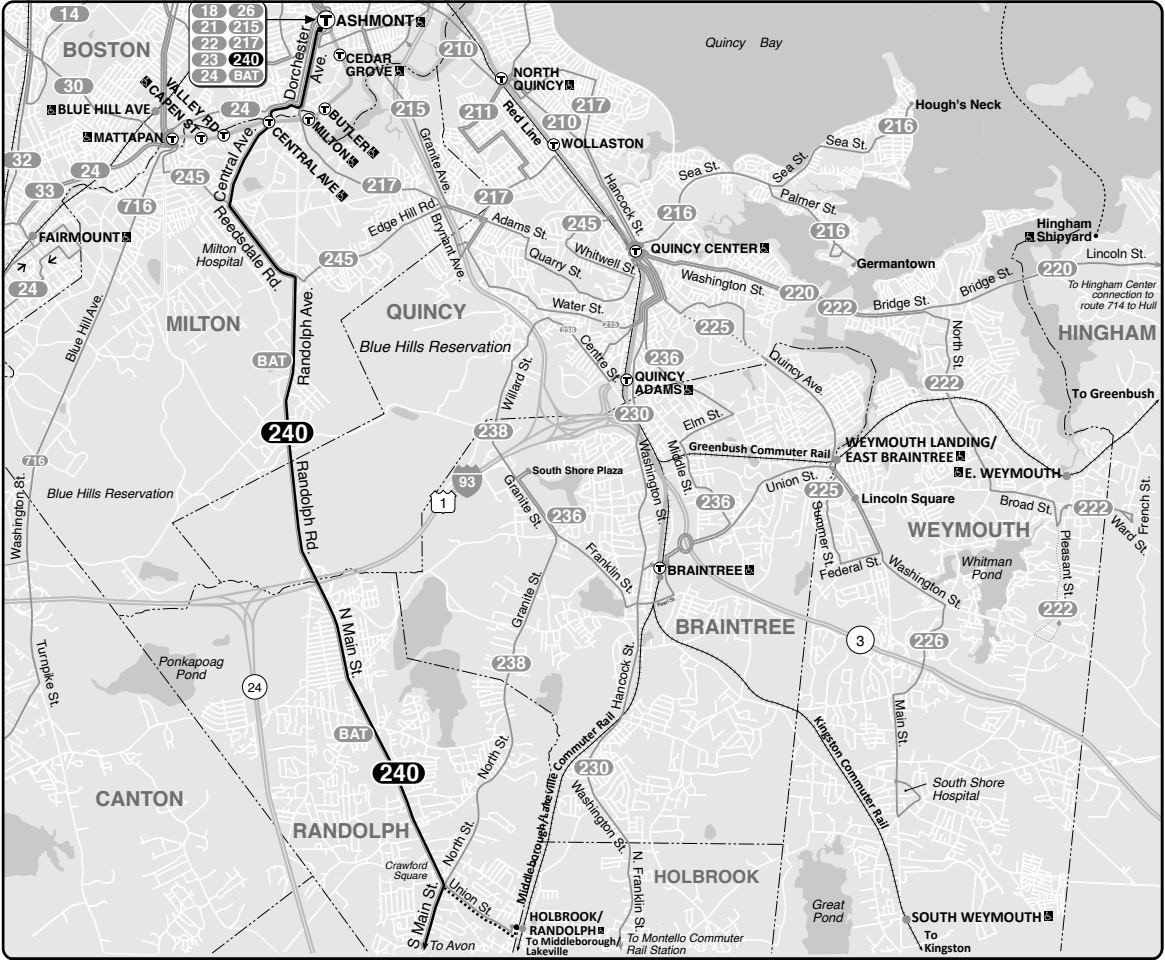 14
BOSTON
18 26
21 215
22 217
23 240
24 BAT
ASHMONT
Dorchester
Ave.
CEDAR
GROVE
210
NORTH
QUINCY
Quincy Bay
30
BLUE HILL AVE
VALLEY RD
CAPEN ST
24
BUTLER
MILTON
215
211
Red Line
217
210
WOLLASTON
Hough's Neck
216
Sea St.
MATTAPAN
CENTRAL AVE
Central Ave.
Granite Ave.
Hancock St.
Sea St.
Sea St.
32
24
33
245
716
217
217
Palmer St.
216
216
Edge Hill Rd.
Adams St.
245
FAIRMOUNT
Reedsdale Rd.
Milton
Hospital
245
Brynant Ave.
Quarry St.
Whitwell St.
QUINCY CENTER
Germantown
Hingham
Shipyard
Lincoln St.
220
24
Washington St.
220
222
Bridge St.
Bridge St.
To Hingham Center
connection to
route 714 to Hull
Blue Hill Ave.
MILTON
Randolph Ave.
QUINCY
Water St.
238
215
225
HINGHAM
BAT
Blue Hills Reservation
Willard St.
Centre St.
236
Quincy Ave.
North St.
222
QUINCY
ADAMS
To Greenbush
240
238
230
Elm St.
Greenbush Commuter Rail
WEYMOUTH LANDING/
EAST BRAINTREE
716
Washington St.
Blue Hills Reservation
Randolph Rd.
93
1
South Shore Plaza
Granite St.
Washington St.
Middle St.
236
236
Union St.
225
E. WEYMOUTH
Lincoln Square
Broad St.
222
French St.
Ward St.
WEYMOUTH
Summer St.
Federal St.
Washington St.
Whitman
Pond
Pleasant St.
Franklin St.
BRAINTREE
Pearl St.
Granite St.
222
N Main St.
BRAINTREE
3
226
Turnpike St.
Ponkapoag
Pond
24
238
Hancock St.
Main St.
BAT
240
North St.
Middleborough/Lakeville Commuter Rail
230
Kingston Commuter Rail
CANTON
RANDOLPH
South Shore
Hospital
Washington St.
North St.
Crawford
Square
Union St.
N. Franklin St.
HOLBROOK
Great
Pond
S Main St.
To Avon
HOLBROOK/
RANDOLPH
To Middleborough/
Lakeville
To Montello Commuter
Rail Station
SOUTH WEYMOUTH
To
Kingston